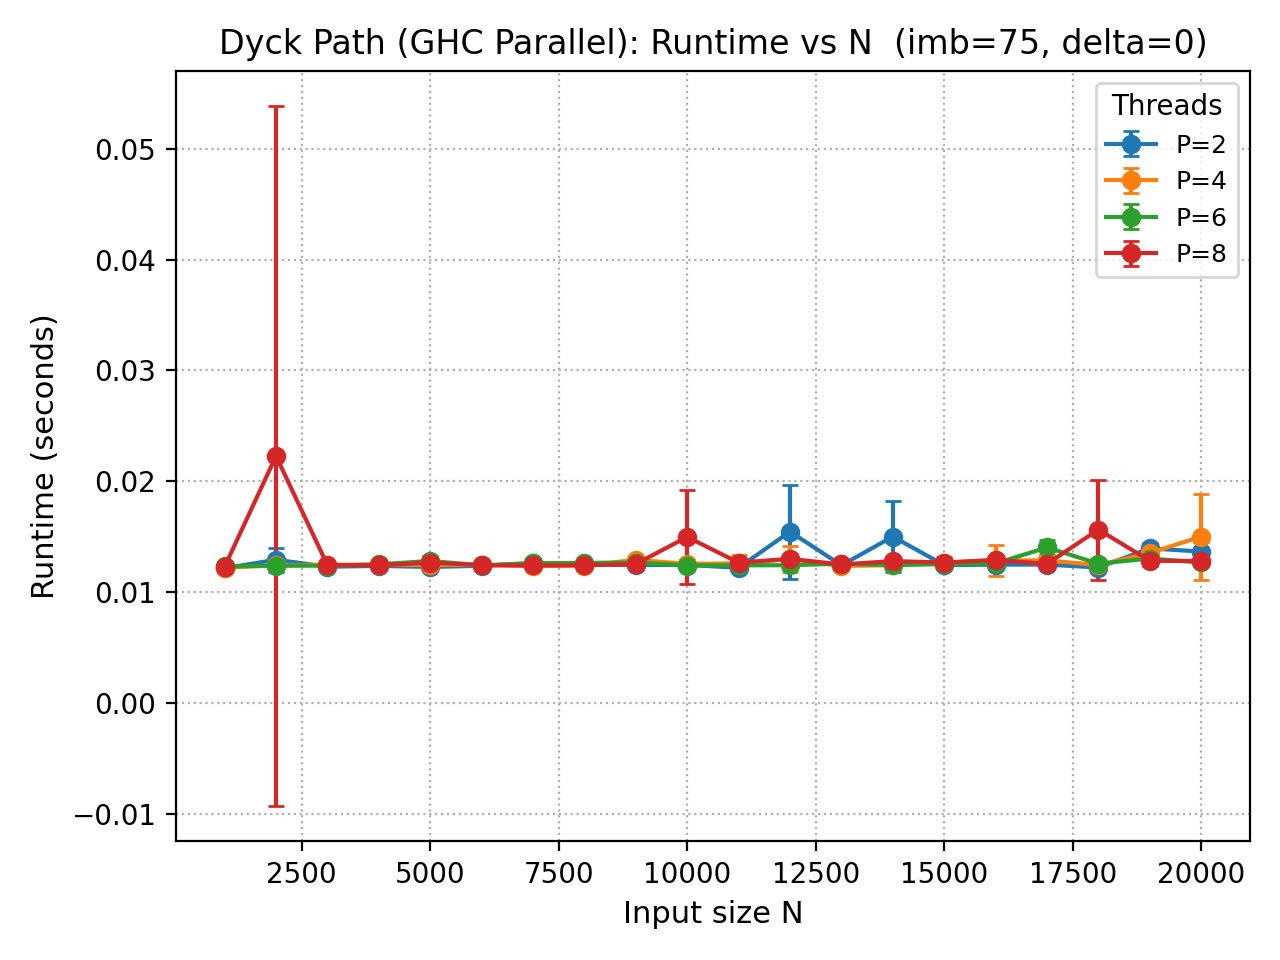 Dyck Path (GHC Parallel): Runtime vs N  (imb=75, delta=0)
Threads
P=2
P=4
P=6
P=8
Runtime (seconds)
0.05
0.04
0.03
0.02
0.01
0.00
−0.01
2500
5000
7500
10000
12500
15000
17500
20000
Input size N